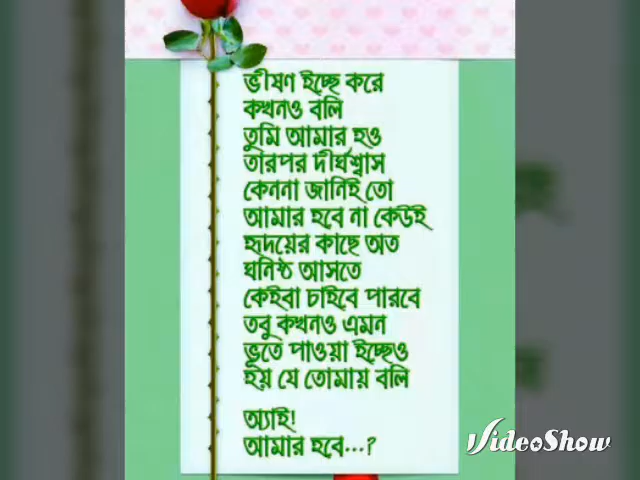 ভীষণ ইচ্ছে করে
কখনও বলি
তুমি আমার হও
তারপর দীর্ঘশ্বাস
কেননা জানিই তো
আমার হবে না কেউই
হৃদয়ের কাছে অত
ঘনিষ্ঠ আসতে
কেইবা চাইবে পারবে
তবু কখনও এমন
ভূতে পাওয়া ইচ্ছেও
হয় যে তোমায় বলি
অ্যাই!
আমার হবে...?
VideoShow